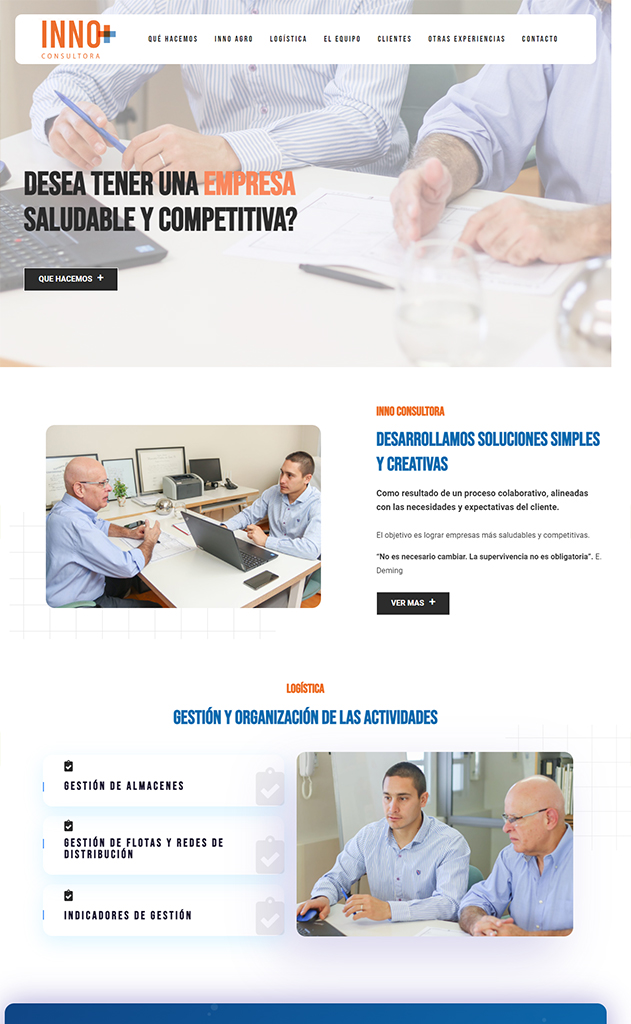 INNO
CONSULTORA
QUÉ HACEMOS INNO AGRO LOGÍSTICA EL EQUIPO CLIENTES OTRAS EXPERIENCIAS CONTACTO
DESEA TENER UNA EMPRESA
SALUDABLE Y COMPETITIVA?
QUE HACEMOS +
INNO CONSULTORA
DESARROLLAMOS SOLUCIONES SIMPLES
Y CREATIVAS
Como resultado de un proceso colaborativo, alineadas
con las necesidades y expectativas del cliente.
El objetivo es lograr empresas más saludables y competitivas.
"No es necesario cambiar. La supervivencia no es obligatoria". E.
Deming
VER MAS +
LOGÍSTICA
GESTIÓN Y ORGANIZACIÓN DE LAS ACTIVIDADES
GESTIÓN DE ALMACENES
GESTIÓN DE FLOTAS Y REDES DE
DISTRIBUCIÓN
INDICADORES DE GESTIÓN